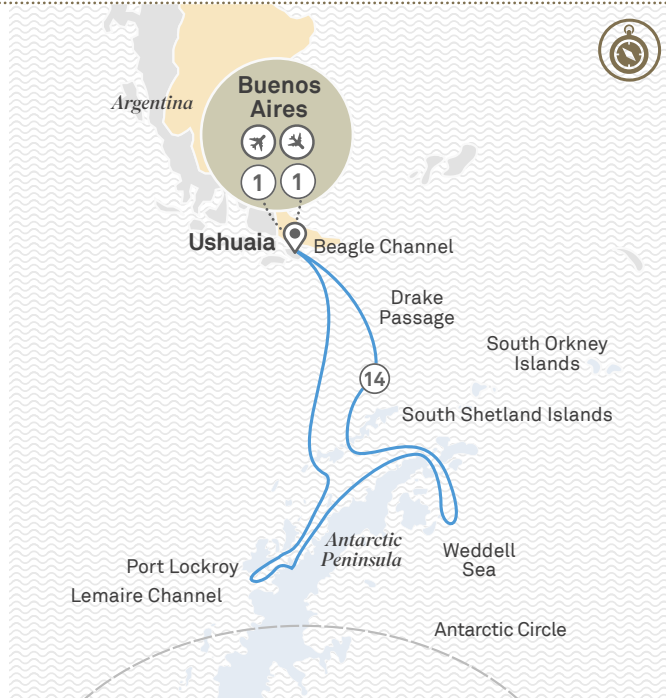 Argentina
Buenos
Aires
1
1
Ushuaia
Beagle Channel
Drake
Passage
South Orkney
Islands
14
South Shetland Islands
Antarctic
Peninsula
Weddell
Sea
Port Lockroy
Lemaire Channel
Antarctic Circle